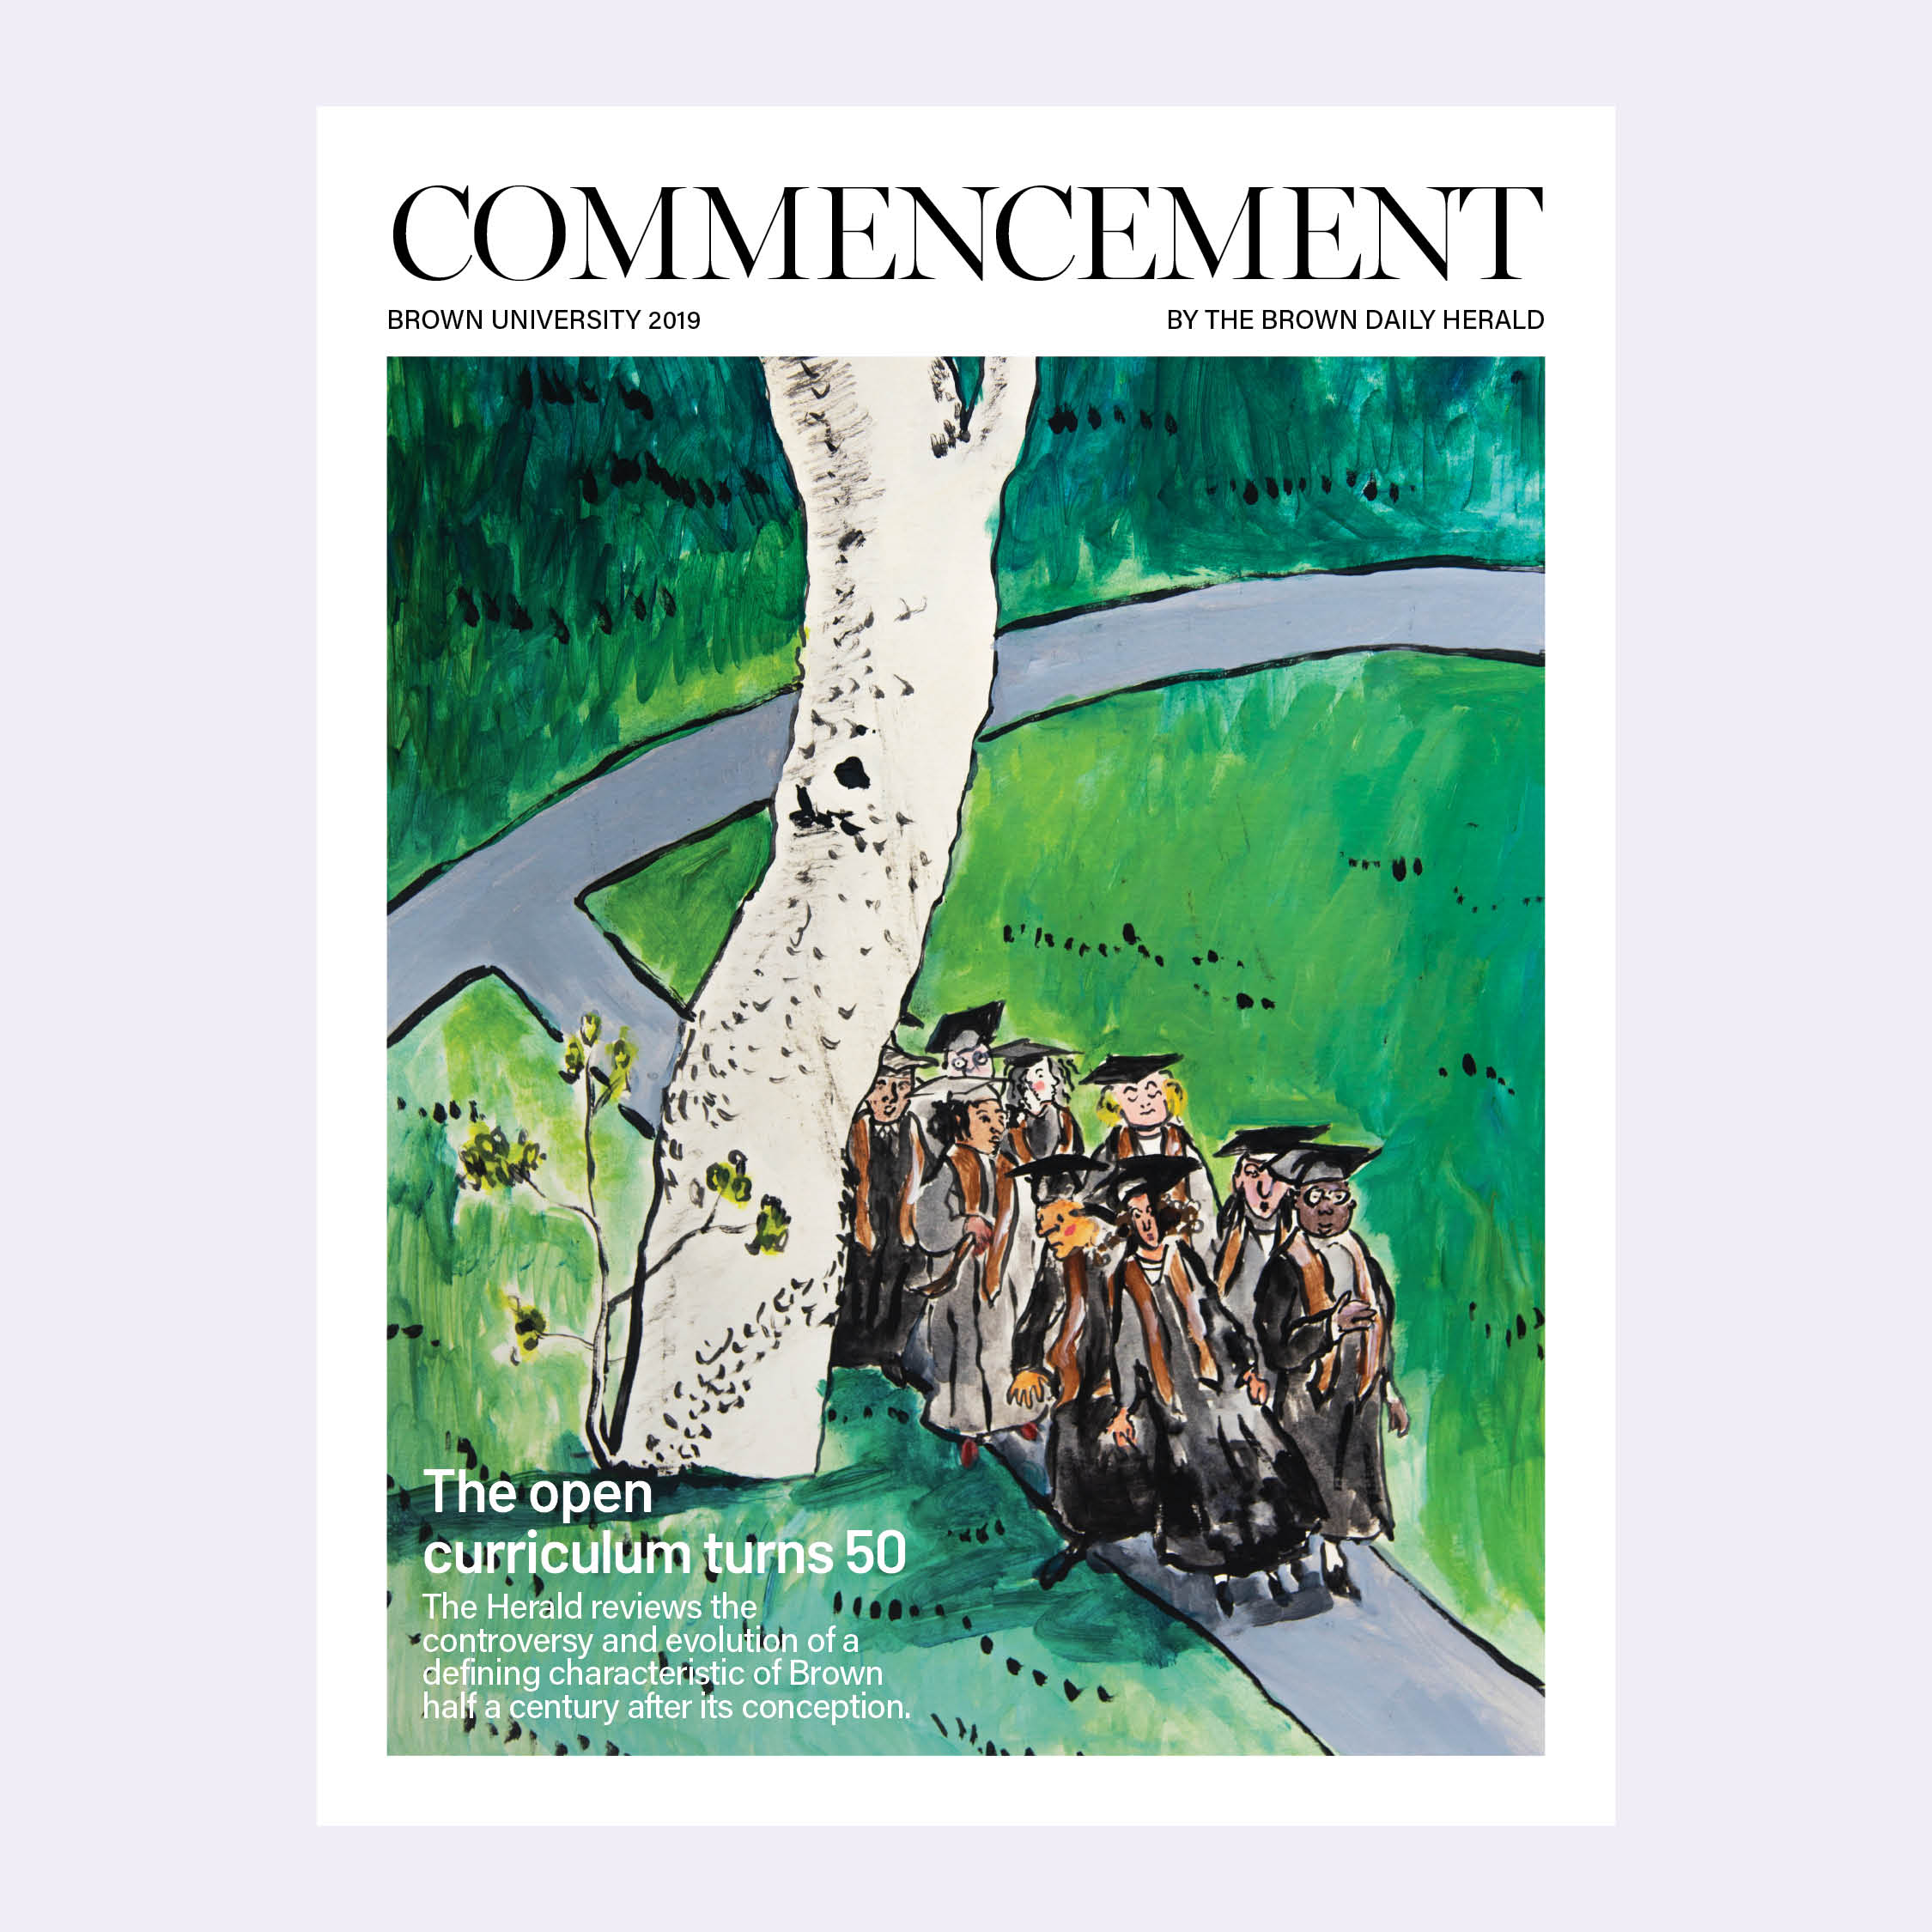 COMMENCEMENT
BROWN UNIVERSITY 2019
BY THE BROWN DAILY HERALD
The open
curriculum turns 50
The Herald reviews the
controversy and evolution of a
defining characteristic of Brown
half a century after its conception.